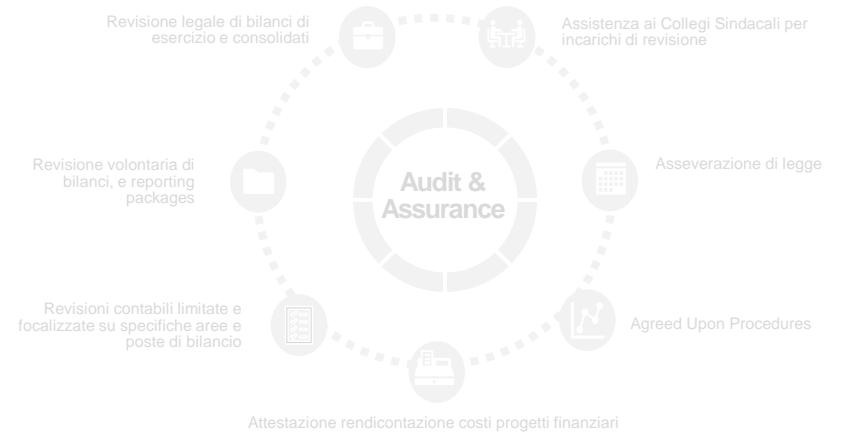 Revisione legale di bilanci di
esercizio e consolidati
Assistenza ai Collegi Sindacali per
incarichi di revisione
Revisione volontaria di
bilanci, e reporting
packages
Audit &
Assurance
Asseverazione di legge
Revisioni contabili limitate e
focalizzate su specifiche aree e
poste di bilancio
Agreed Upon Procedures
Attestazione rendicontazione costi progetti finanziari